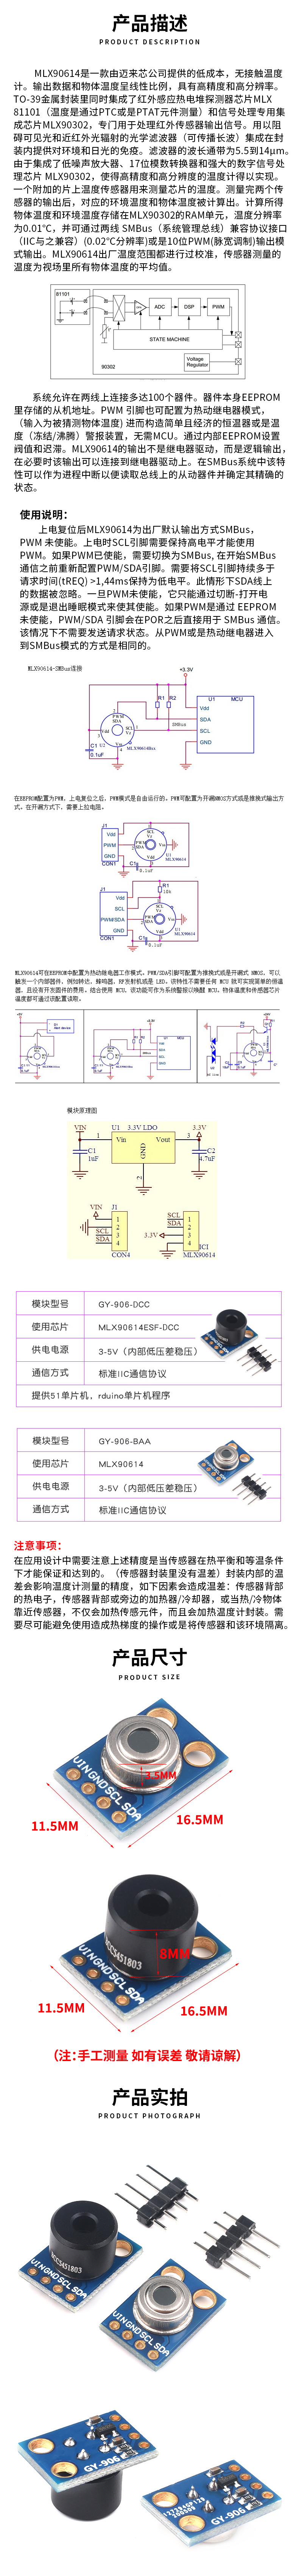 产品描述
PRODUCT DESCRIPTION
MLX90614是一款由迈来芯公司提供的低成本，无接触温度
计。输出数据和物体温度呈线性比例，具有高精度和高分辨率。
TO-39金属封装里同时集成了红外感应热电堆探测器芯片MLX
81101（温度是通过PTC或是PTAT元件测量）和信号处理专用集
成芯片MLX90302，专门用于处理红外传感器输出信号。用以阻
碍可见光和近红外光辐射的光学滤波器（可传播长波）集成在封
装内提供对环境和日光的免疫。滤波器的波长通带为5.5到14μm。
由于集成了低噪声放大器、17位模数转换器和强大的数字信号处
理芯片 MLX90302，使得高精度和高分辨度的温度计得以实现。
一个附加的片上温度传感器用来测量芯片的温度。测量完两个传
感器的输出后，对应的环境温度和物体温度被计算出。计算所得
物体温度和环境温度存储在MLX90302的RAM单元，温度分辨率
为0.01℃，并可通过两线 SMBus（系统管理总线）兼容协议接口
（IIC与之兼容）(0.02℃分辨率)或是10位PWM(脉宽调制)输出模
式输出。MLX90614出厂温度范围都进行过校准，传感器测量的
温度为视场里所有物体温度的平均值。
81101
ADC
DSP
PWM
STATE MACHINE
Voltage
Regulator
90302
系统允许在两线上连接多达100个器件。器件本身EEPROM
里存储的从机地址。PWM 引脚也可配置为热动继电器模式，
（输入为被猜测物体温度) 进而构造简单且经济的恒温器或是温
度（冻结/沸腾）警报装置，无需MCU。通过内部EEPROM设置
阀值和迟滞。MLX90614的输出不是继电器驱动，而是逻辑输出，
在必要时该输出可以连接到继电器驱动上。在SMBus系统中该特
性可以作为进程中断以便读取总线上的从动器件并确定其精确的
状态。
使用说明：
上电复位后MLX90614为出厂默认输出方式SMBus，
PWM 未使能。上电时SCL引脚需要保持高电平才能使用
PWM。如果PWM已使能，需要切换为SMBus, 在开始SMBus
通信之前重新配置PWM/SDA引脚。需要将SCL引脚持续多于
请求时间(tREQ) >1,44ms保持为低电平。此情形下SDA线上
的数据被忽略。一旦PWM未使能，它只能通过切断-打开电
源或是退出睡眠模式来使其使能。如果PWM是通过 EEPROM
未使能，PWM/SDA 引脚会在POR之后直接用于 SMBus 通信。
该情况下不需要发送请求状态。从PWM或是热动继电器进入
到SMBus模式的方式是相同的。
MLX90614-SMBus连接
+3.3V
R1 R2
U1 MCU
Vdd
SDA
SCL
GND
SMBus
C1
0.1uF
U2
MLX90614Bxx
在EEPROM配置为PWM，上电复位之后，PWM模式是自由运行的。PWM可配置为开漏NMOS方式或是推挽式输出方
式，在开漏方式下，需要上拉电阻。
J1
Vdd
PWM
GND
CON1
C1
0.1uF
U1
MLX90614
J1
Vdd
SCL
PWM/SDA
GND
CON1
R1
10k
C1
0.1uF
U1
MLX90614
MLX90614可在EEPROM中配置为热动继电器工作模式。PWM/SDA引脚可配置为推挽式或是开漏式 NMOS，可以
触发一个内部器件，例如转达，蜂鸣器，RF发射机或是 LED。该特性不需要任何 MCU 就可以实现简单的恒温
器，且没有开发固件的费用。结合使用 MCU，该功能可作为系统警报以唤醒 MCU。物体温度和传感器芯片
温度都可通过该配置读取。
模块原理图
VIN
U1 3.3V LDO
3.3V
1
Vin
Vout
3
GND
2
C1
1uF
C2
4.7uF
VIN
J1
SCL
SDA
1
2
3
4
CON4
SCL
SDA
3.3V
1
2
3
4
IC1
MLX90614
模块型号 GY-906-DCC
使用芯片 MLX90614ESF-DCC
供电电源 3-5V（内部低压差稳压）
通信方式 标准IIC通信协议
提供51单片机，rduino单片机程序
模块型号 GY-906-BAA
使用芯片 MLX90614
供电电源 3-5V（内部低压差稳压）
通信方式 标准IIC通信协议
注意事项：
在应用设计中需要注意上述精度是当传感器在热平衡和等温条件
下才能保证和达到的。（传感器封装里没有温差）封装内部的温
差会影响温度计测量的精度，如下因素会造成温差：传感器背部
的热电子，传感器背部或旁边的加热器/冷却器，或当热/冷物体
靠近传感器，不仅会加热传感元件，而且会加热温度计封装。需
要尽可能避免使用造成热梯度的操作或是将传感器和该环境隔离。
产品尺寸
PRODUCT SIZE
3.5MM
VINGNDSCLSDA
11.5MM
16.5MM
8MM
VINGNDSCLSDA
11.5MM
16.5MM
（注：手工测量 如有误差 敬请谅解）
产品实拍
PRODUCT PHOTOGRAPH
VINGNDSCLSDA
VINGNDSCLSDA
GY-906
GY-906